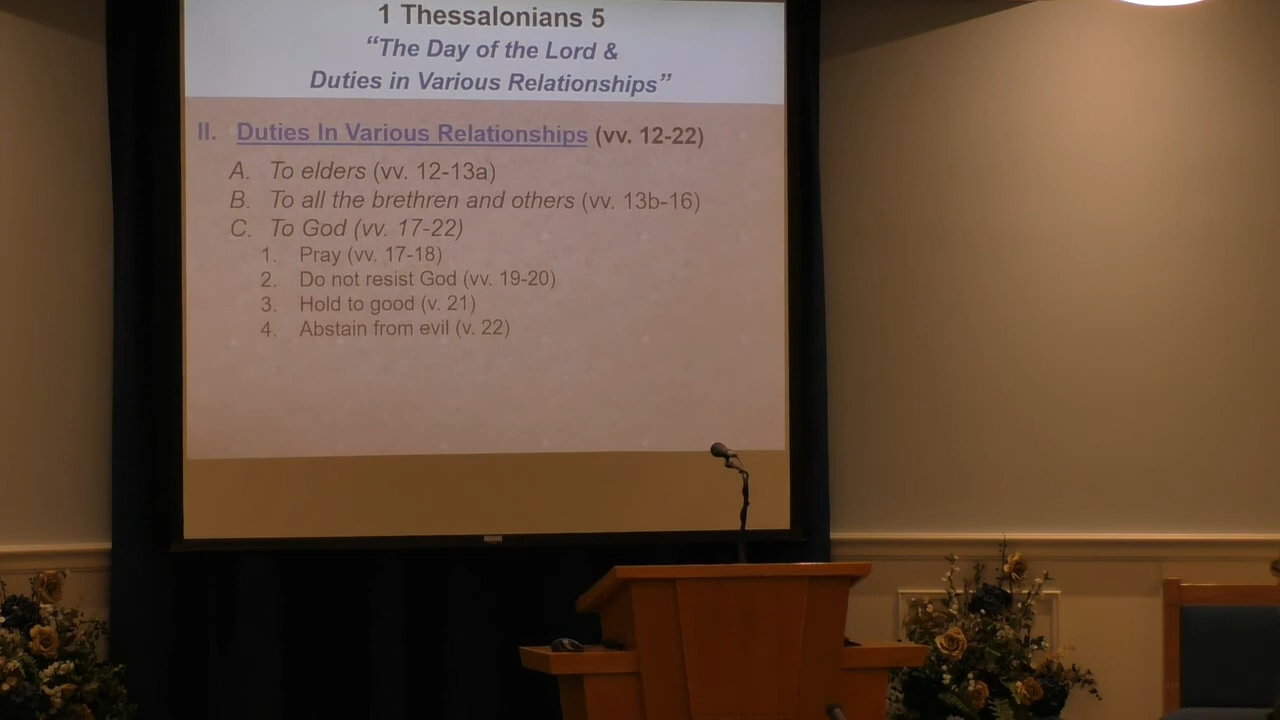 1 Thessalonians 5
“The Day of the Lord &
Duties in Various Relationships”
II. Duties In Various Relationships (vv. 12-22)
A. To elders (vv. 12-13a)
B. To all the brethren and others (vv. 13b-16)
C. To God (vv. 17-22)
1. Pray (vv. 17-18)
2. Do not resist God (vv. 19-20)
3. Hold to good (v. 21)
4. Abstain from evil (v. 22)